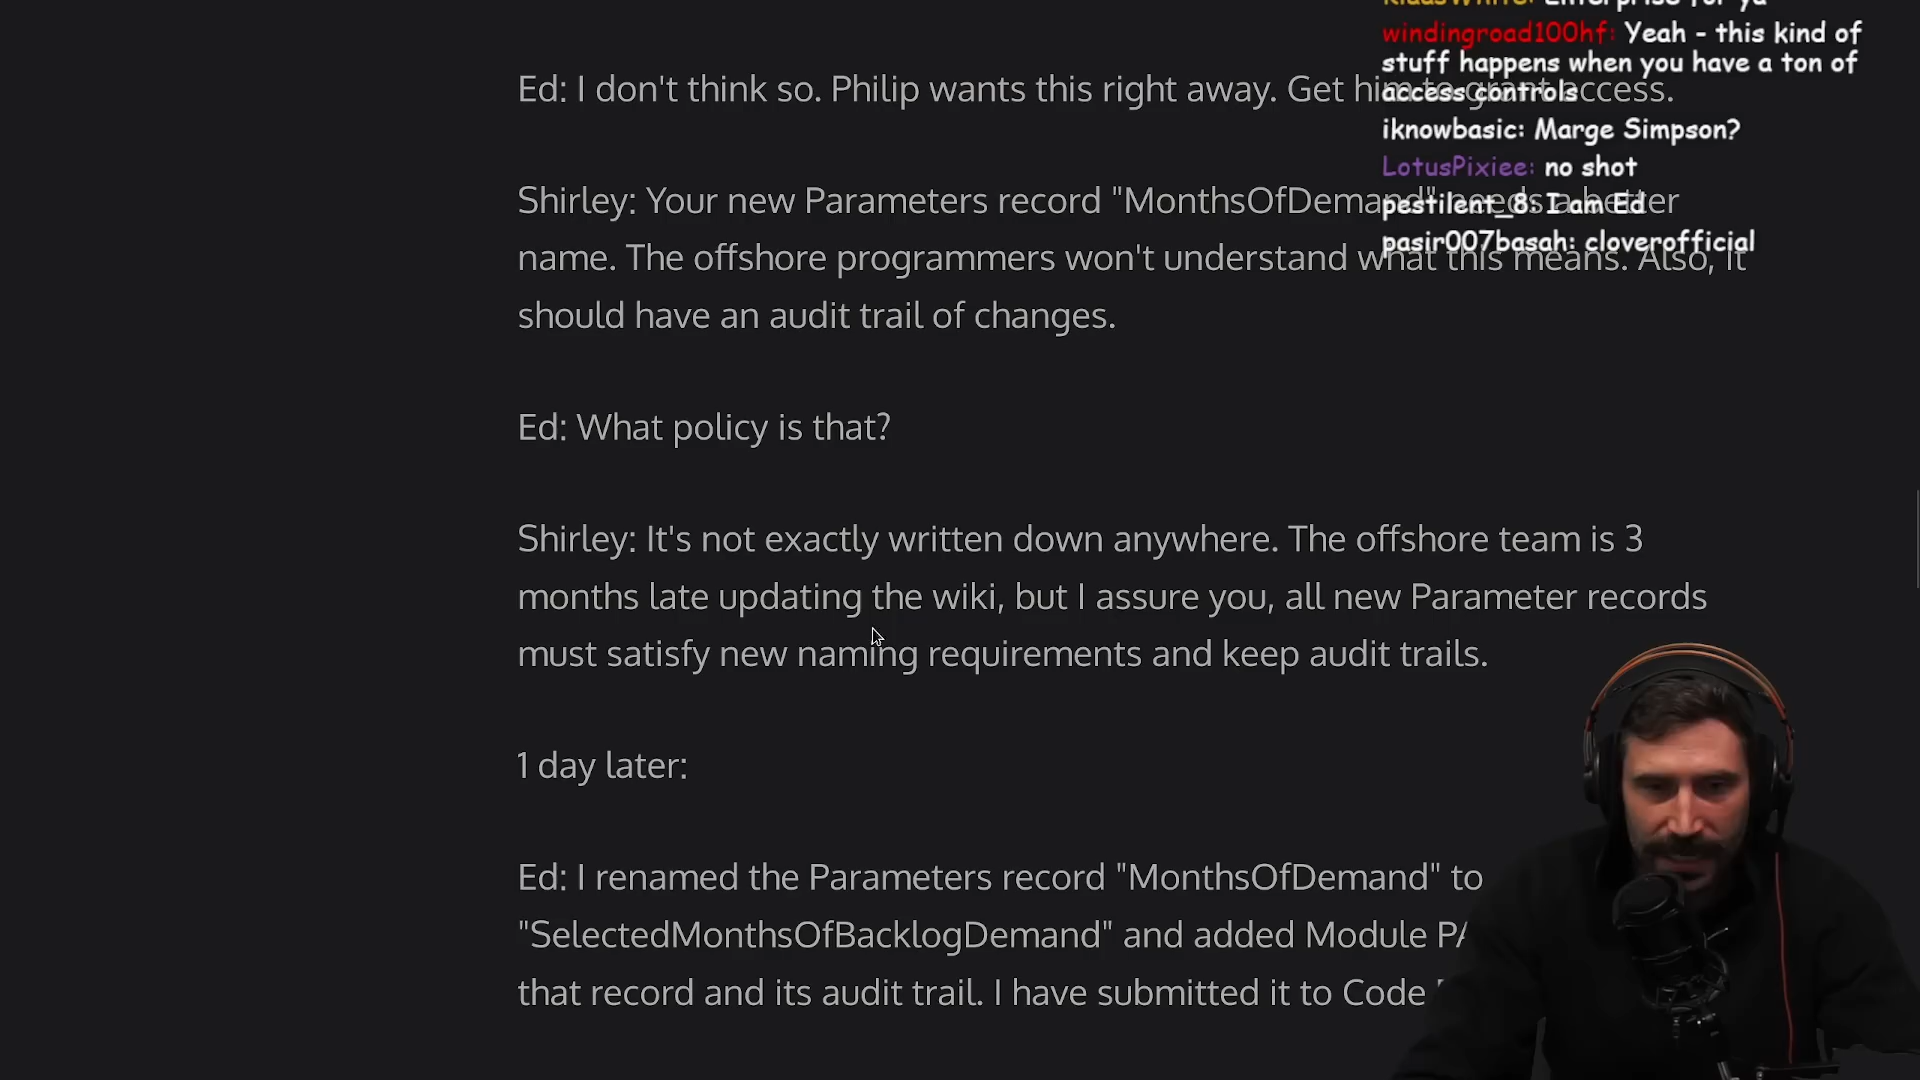 Ed: I don't think so. Philip wants this right away. Get him to grant access.
Shirley: Your new Parameters record "MonthsOfDemand" needs a better
name. The offshore programmers won't understand what this means. Also, it
should have an audit trail of changes.
Ed: What policy is that?
Shirley: It's not exactly written down anywhere. The offshore team is 3
months late updating the wiki, but I assure you, all new Parameter records
must satisfy new naming requirements and keep audit trails.
1 day later:
Ed: I renamed the Parameters record "MonthsOfDemand" to
"SelectedMonthsOfBacklogDemand" and added Module PA
that record and its audit trail. I have submitted it to Code
KlausWhite: Enterprise for ya
windingroad100hf: Yeah - this kind of
stuff happens when you have a ton of
access controls
iknowbasic: Marge Simpson?
LotusPixiee: no shot
pestilent_8: I am Ed
pasir007basah: cloverofficial